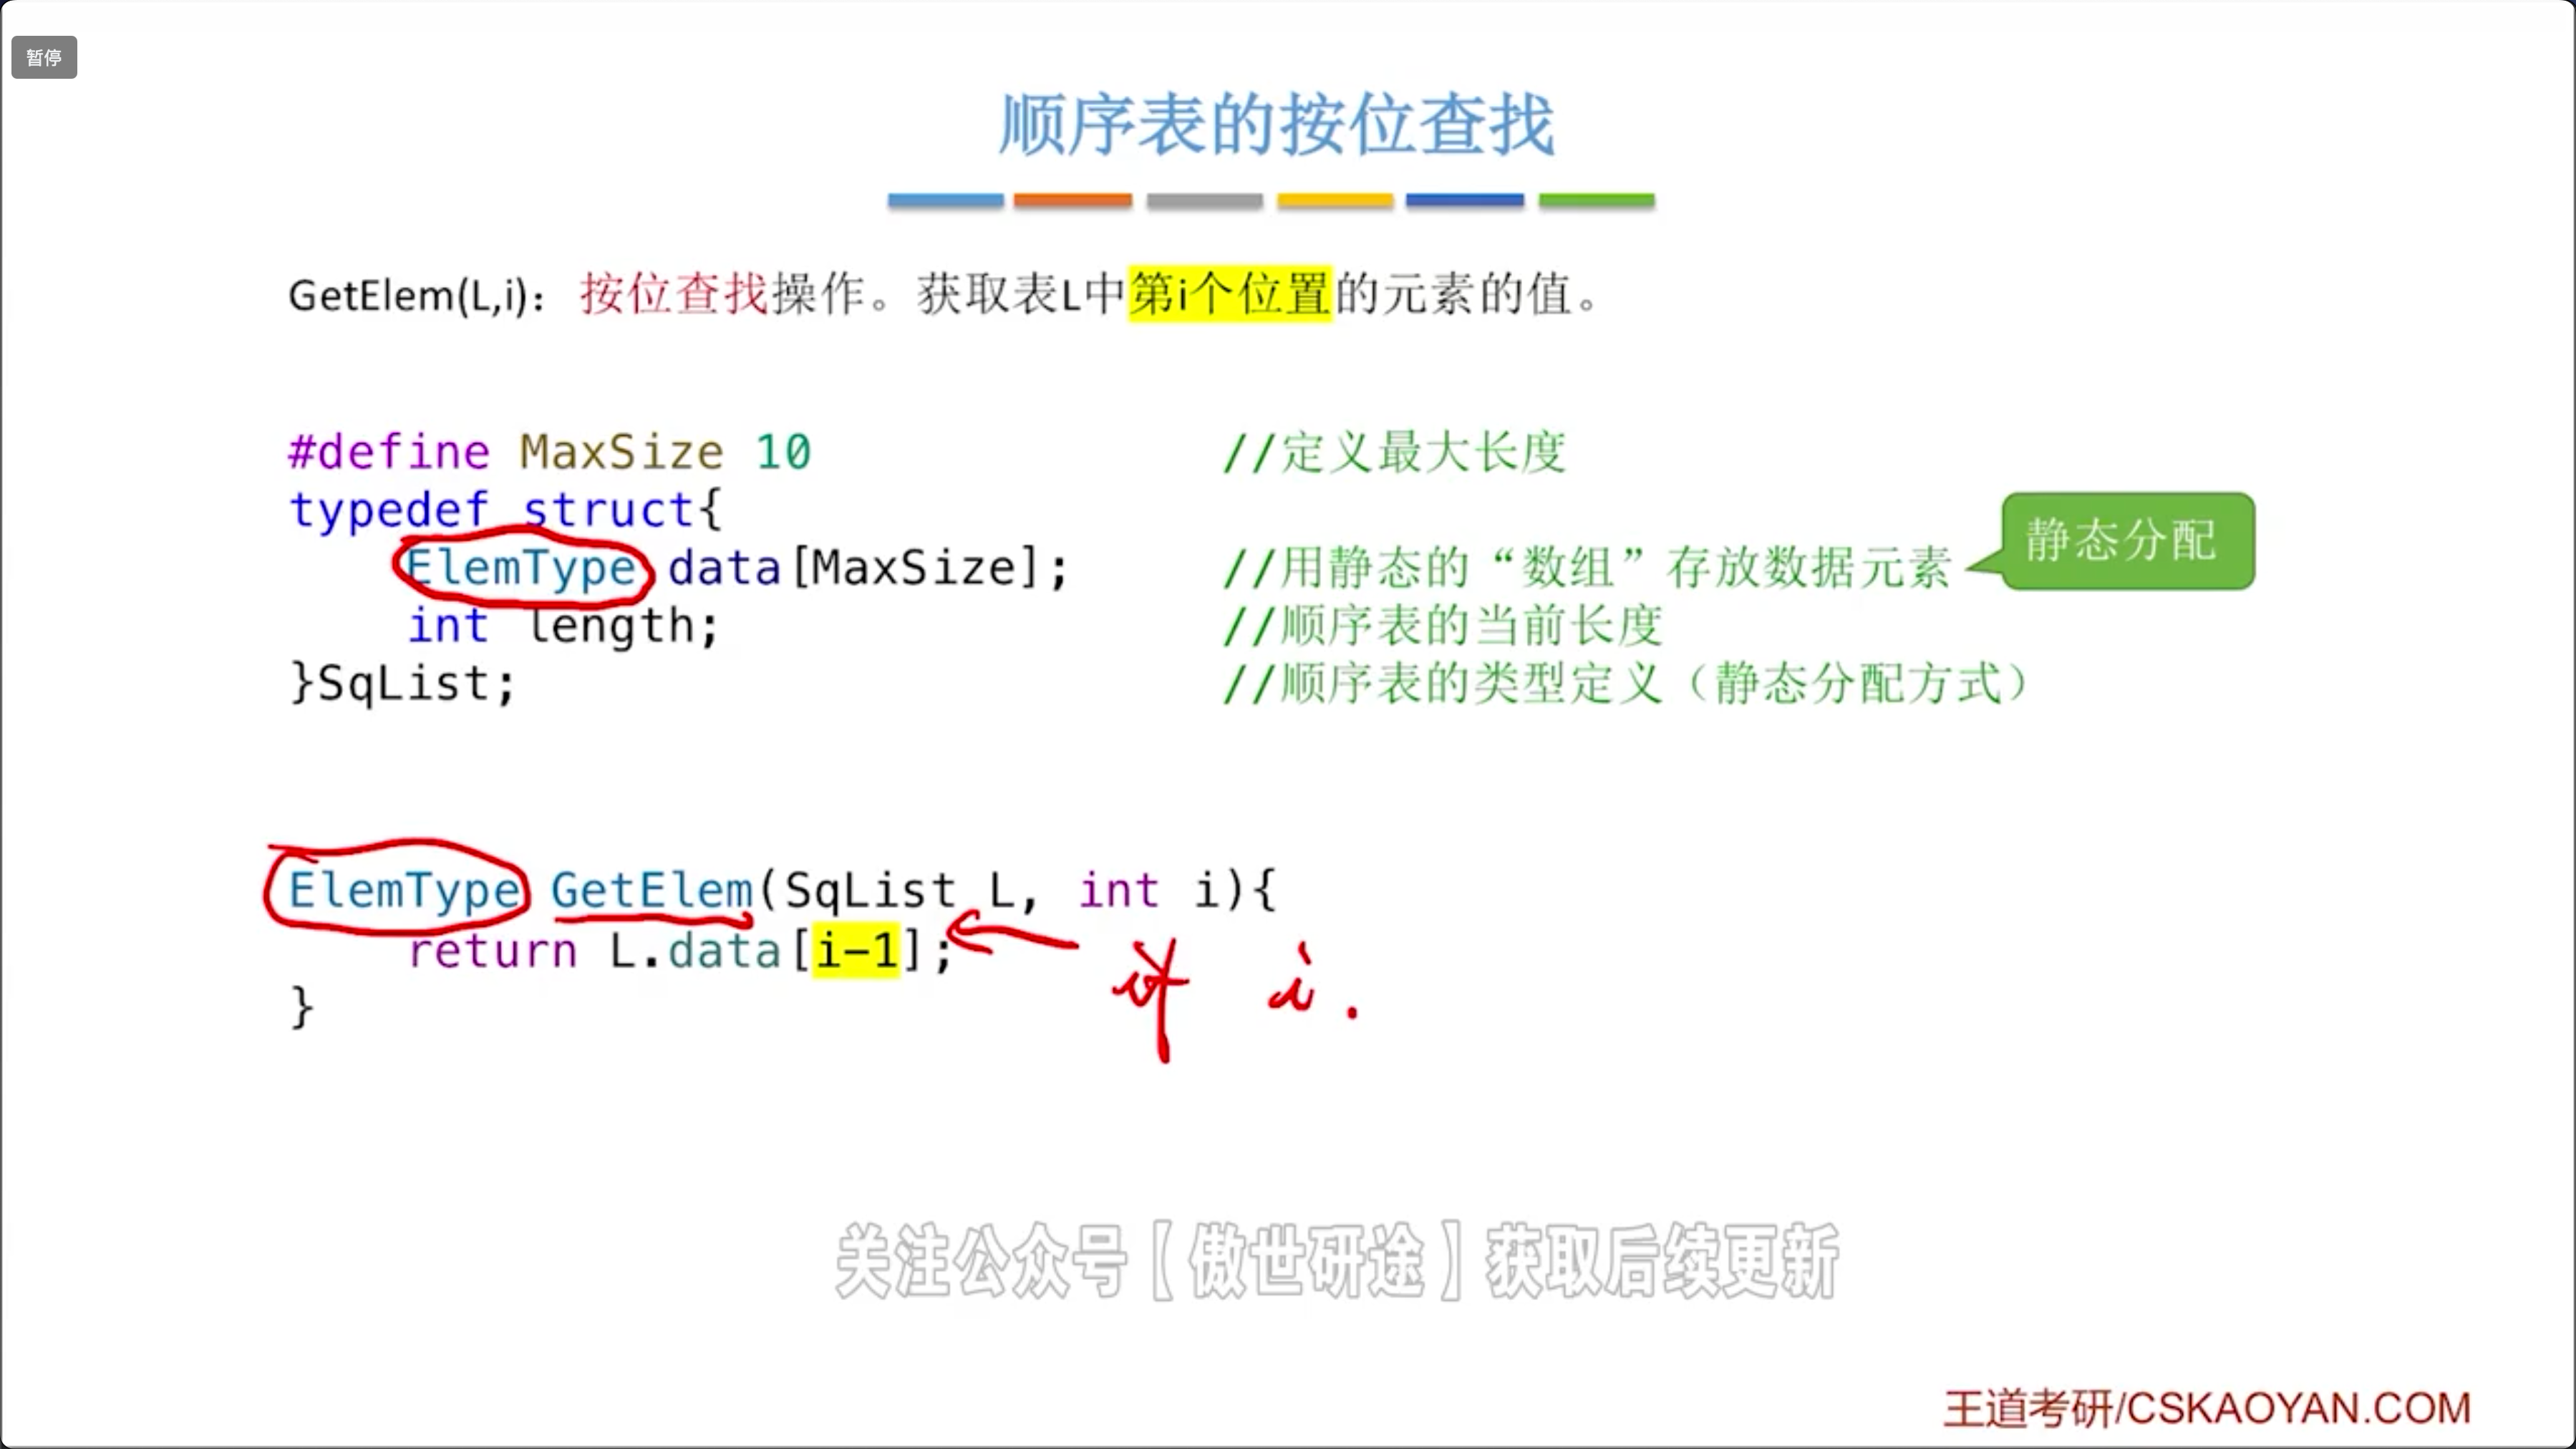 暂停
顺序表的按位查找
GetElem(L,i)：按位查找操作。获取表L中第i个位置的元素的值。
#define MaxSize 10 //定义最大长度
typedef struct{
ElemType data[MaxSize]; //用静态的“数组”存放数据元素 静态分配
int length; //顺序表的当前长度
}SqList; //顺序表的类型定义（静态分配方式）
ElemType GetElem(SqList L, int i){
return L.data[i-1];
if i.
}
关注公众号【傲世研途】获取后续更新
王道考研/CSKAOYAN.COM